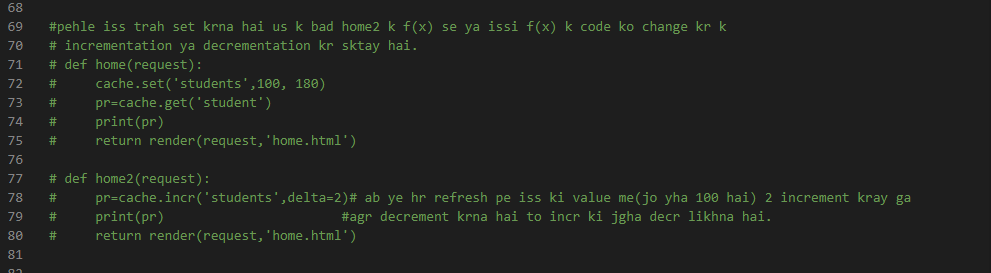 68
69 #pehle iss trah set krna hai us k bad home2 k f(x) se ya issi f(x) k code ko change kr k
70 # incrementation ya decrementation kr sktay hai.
71 # def home(request):
72 #     cache.set('students',100, 180)
73 #     pr=cache.get('student')
74 #     print(pr)
75 #     return render(request,'home.html')
76
77 # def home2(request):
78 #     pr=cache.incr('students',delta=2)# ab ye hr refresh pe iss ki value me(jo yha 100 hai) 2 increment kray ga
79 #     print(pr)                       #agr decrement krna hai to incr ki jgha decr likhna hai.
80 #     return render(request,'home.html')
81